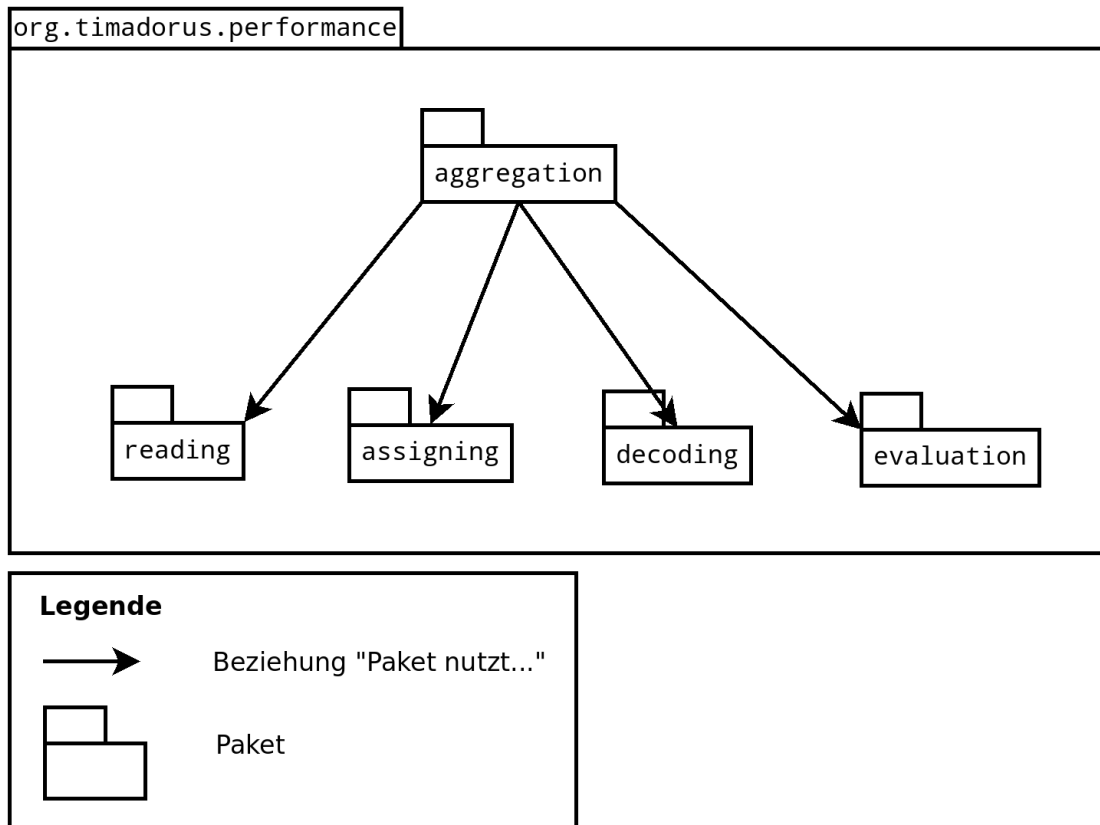 org.timadorus.performance
aggregation
reading
assigning
decoding
evaluation
Legende
Beziehung "Paket nutzt..."
Paket